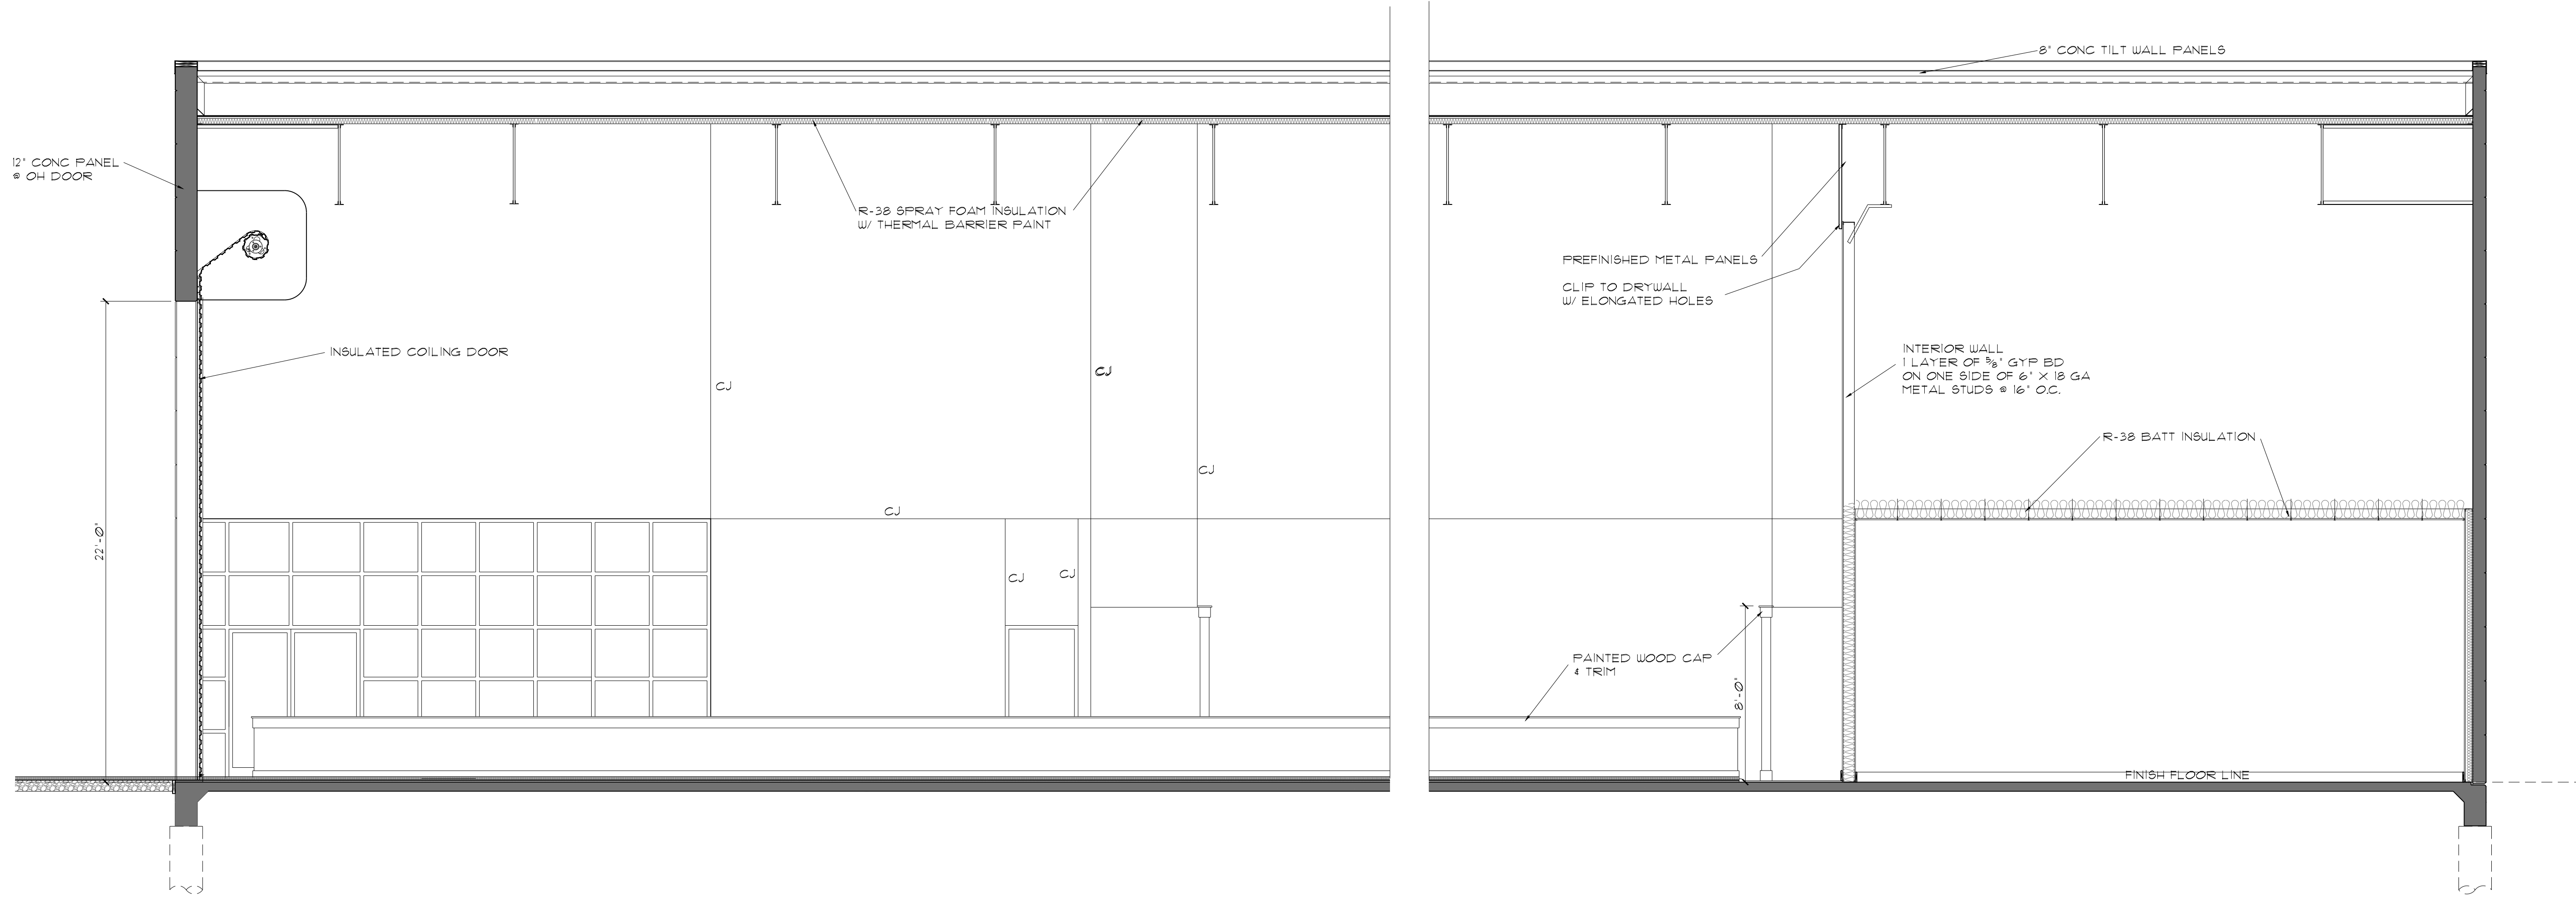 8" CONC TILT WALL PANELS
12" CONC PANEL
@ OH DOOR
R-38 SPRAY FOAM INSULATION
W/ THERMAL BARRIER PAINT
PREFINISHED METAL PANELS
CLIP TO DRYWALL
W/ ELONGATED HOLES
INSULATED COILING DOOR
INTERIOR WALL
1 LAYER OF 5/8" GYP BD
ON ONE SIDE OF 6" X 18 GA
METAL STUDS @ 16" O.C.
CJ
CJ
R-38 BATT INSULATION
CJ
CJ
22'-0"
CJ
CJ
PAINTED WOOD CAP
& TRIM
8'-0"
FINISH FLOOR LINE